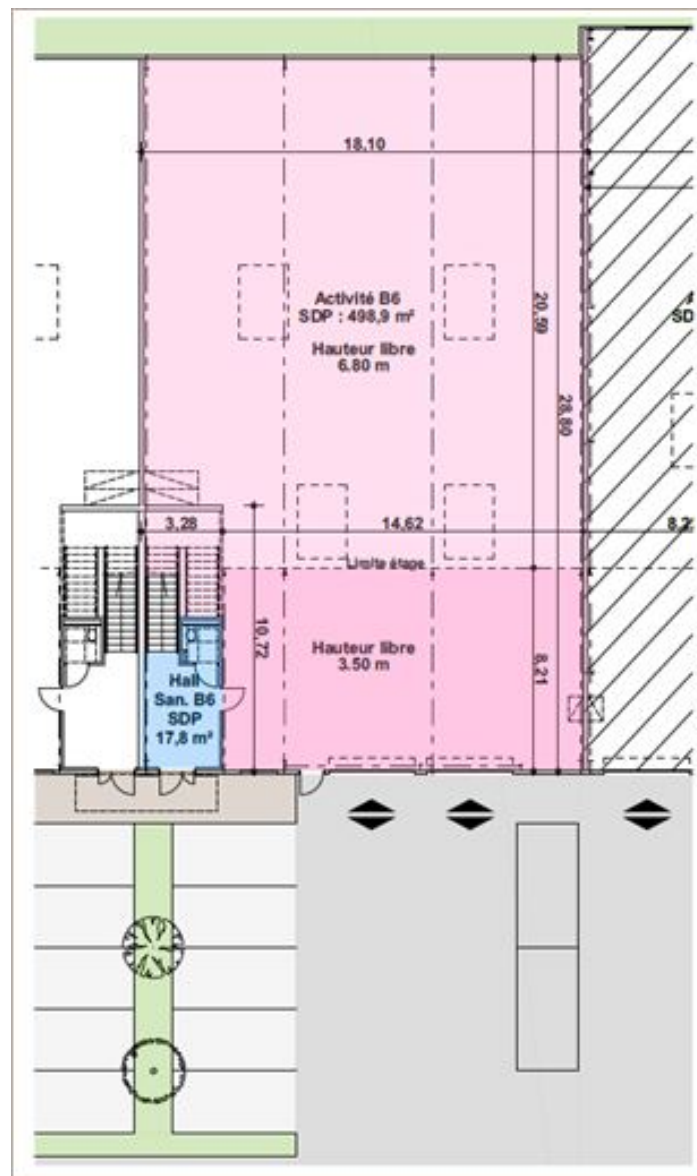 18,10
Activité B6
SDP : 498,9 m²
Hauteur libre
6.80 m
20,59
28,80
SD
3,28
14,62
8,2
Limite étage
10,72
Hauteur libre
3.50 m
8,21
Hall
San. B6
SDP
17,8 m²